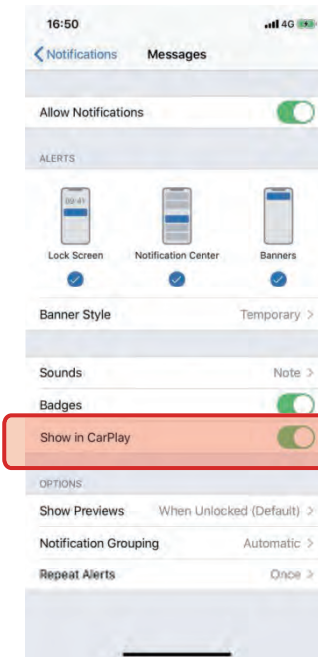 16:50 4G
Notifications Messages
Allow Notifications
ALERTS
09:41
Lock Screen Notification Center Banners
Banner Style Temporary
Sounds Note
Badges
Show in CarPlay
OPTIONS
Show Previews When Unlocked (Default)
Notification Grouping Automatic
Repeat Alerts Once